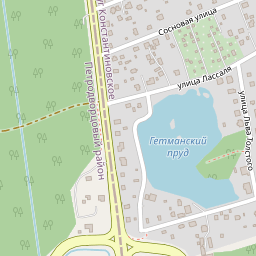 Сосновая улица
г. Константиновское
Петродворцовый район
улица Лассаля
улица Льва Толстого
Гетманский
пруд